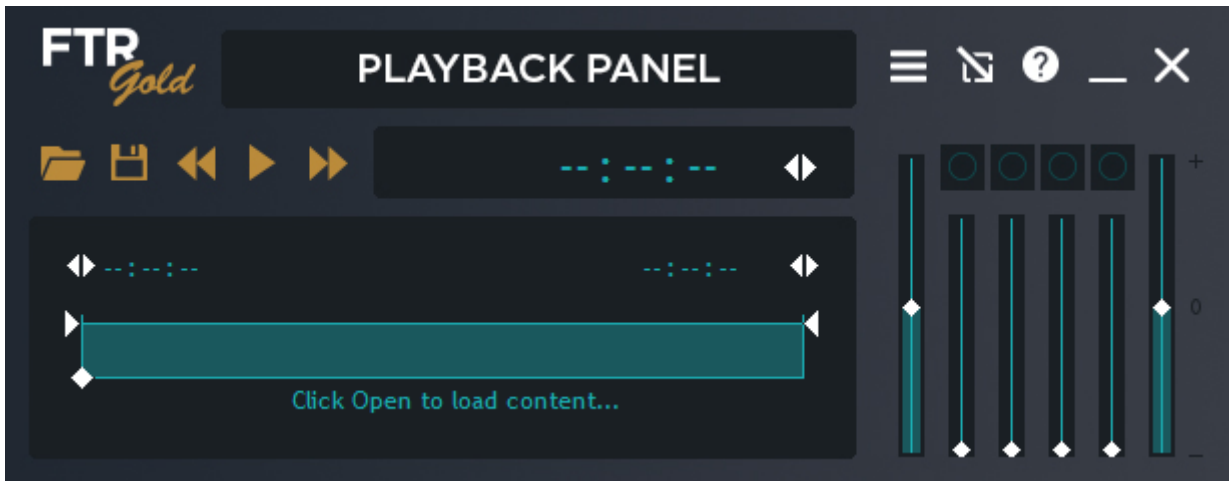 FTR
Gold
PLAYBACK PANEL
?
--:--:--
+
--:--:--
--:--:--
0
Click Open to load content...
–